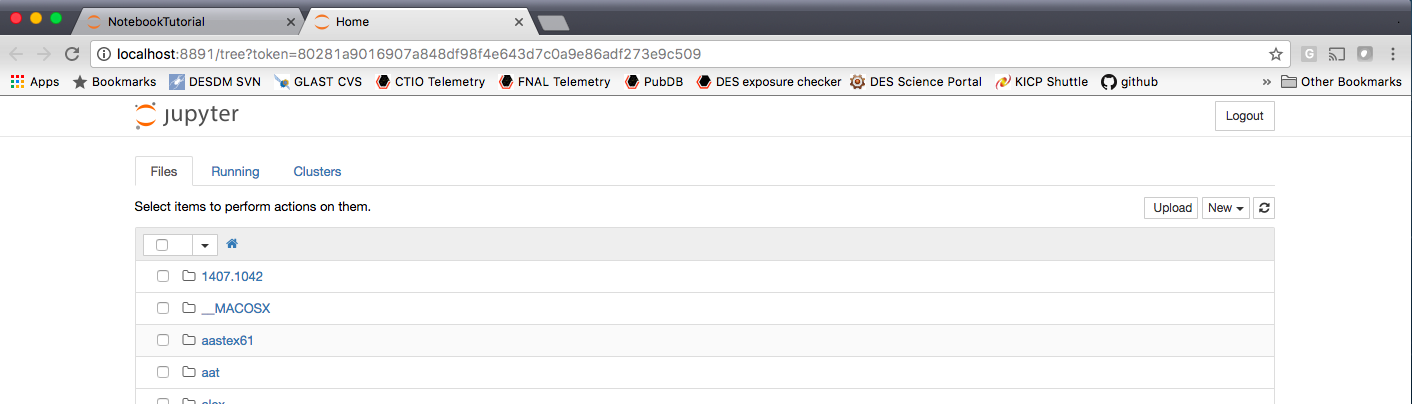 NotebookTutorial Home
localhost:8891/tree?token=80281a9016907a848df98f4e643d7c0a9e86adf273e9c509
Apps Bookmarks DESDM SVN GLAST CVS CTIO Telemetry FNAL Telemetry PubDB DES exposure checker DES Science Portal KICP Shuttle github » Other Bookmarks
jupyter Logout
Files Running Clusters
Select items to perform actions on them. Upload New
1407.1042
__MACOSX
aastex61
aat